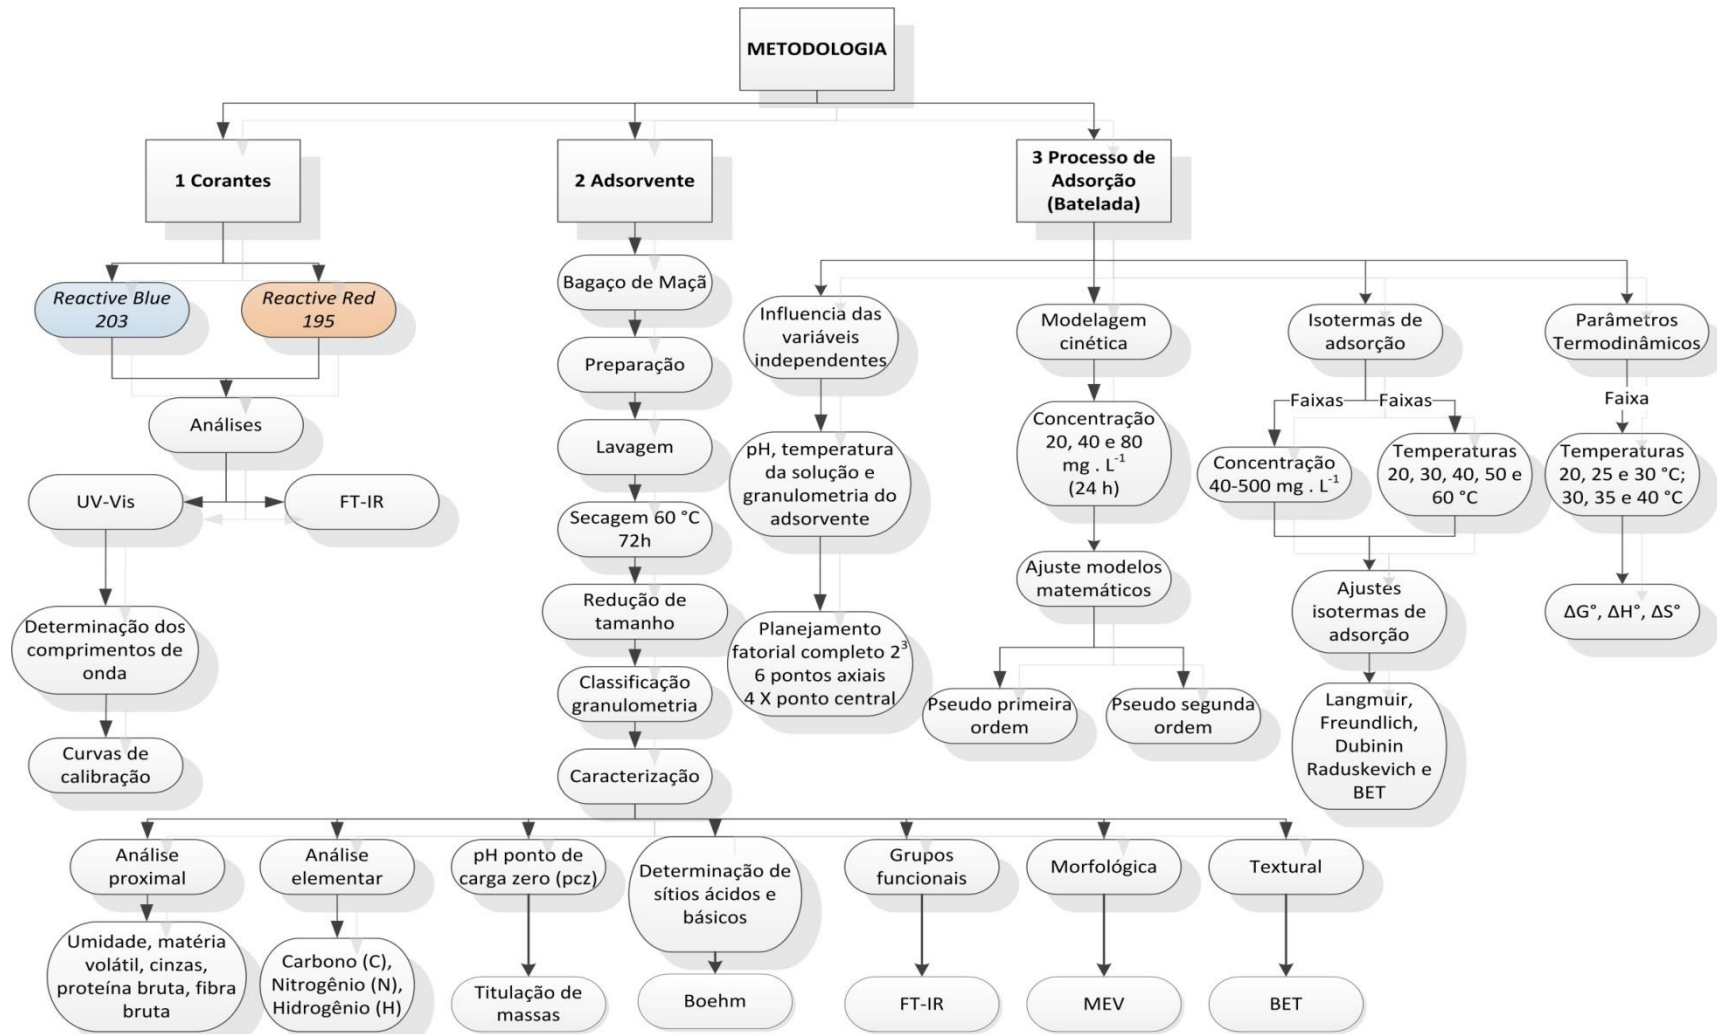 METODOLOGIA
1 Corantes
2 Adsorvente
3 Processo de
Adsorção
(Batelada)
Reactive Blue
203
Reactive Red
195
Análises
UV-Vis
FT-IR
Determinação dos
comprimentos de
onda
Curvas de
calibração
Bagaço de Maçã
Preparação
Lavagem
Secagem 60 °C
72h
Redução de
tamanho
Classificação
granulometria
Caracterização
Influencia das
variáveis
independentes
pH, temperatura
da solução e
granulometria do
adsorvente
Planejamento
fatorial completo 2³
6 pontos axiais
4 X ponto central
Modelagem
cinética
Concentração
20, 40 e 80
mg . L⁻¹
(24 h)
Ajuste modelos
matemáticos
Pseudo primeira
ordem
Pseudo segunda
ordem
Isotermas de
adsorção
Faixas
Faixas
Concentração
40-500 mg . L⁻¹
Temperaturas
20, 30, 40, 50 e
60 °C
Ajustes
isotermas de
adsorção
Langmuir,
Freundlich,
Dubinin
Raduskevich e
BET
Parâmetros
Termodinâmicos
Faixa
Temperaturas
20, 25 e 30 °C;
30, 35 e 40 °C
ΔG°, ΔH°, ΔS°
Análise
proximal
Análise
elementar
pH ponto de
carga zero (pcz)
Determinação de
sítios ácidos e
básicos
Grupos
funcionais
Morfológica
Textural
Umidade, matéria
volátil, cinzas,
proteína bruta, fibra
bruta
Carbono (C),
Nitrogênio (N),
Hidrogênio (H)
Titulação de
massas
Boehm
FT-IR
MEV
BET